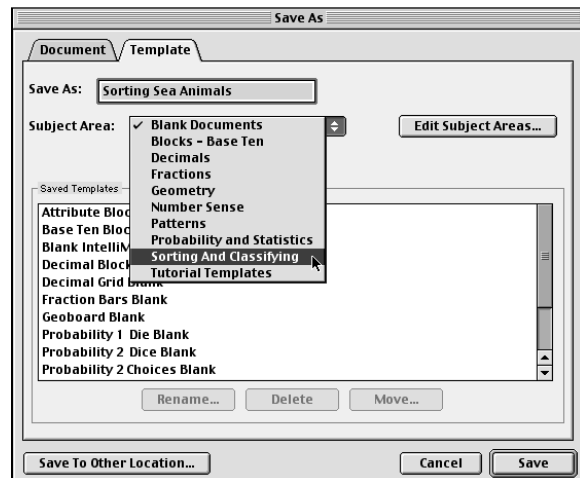 Save As
Document Template
Save As: Sorting Sea Animals
Subject Area: ✓ Blank Documents
Edit Subject Areas...
Blocks - Base Ten
Decimals
Fractions
Geometry
Number Sense
Patterns
Probability and Statistics
Sorting And Classifying
Tutorial Templates
Saved Templates
Attribute Bloc
Base Ten Bloc
Blank IntelliM
Decimal Block
Decimal Grid Blank
Fraction Bars Blank
Geoboard Blank
Probability 1 Die Blank
Probability 2 Dice Blank
Probability 2 Choices Blank
Rename... Delete Move...
Save To Other Location... Cancel Save